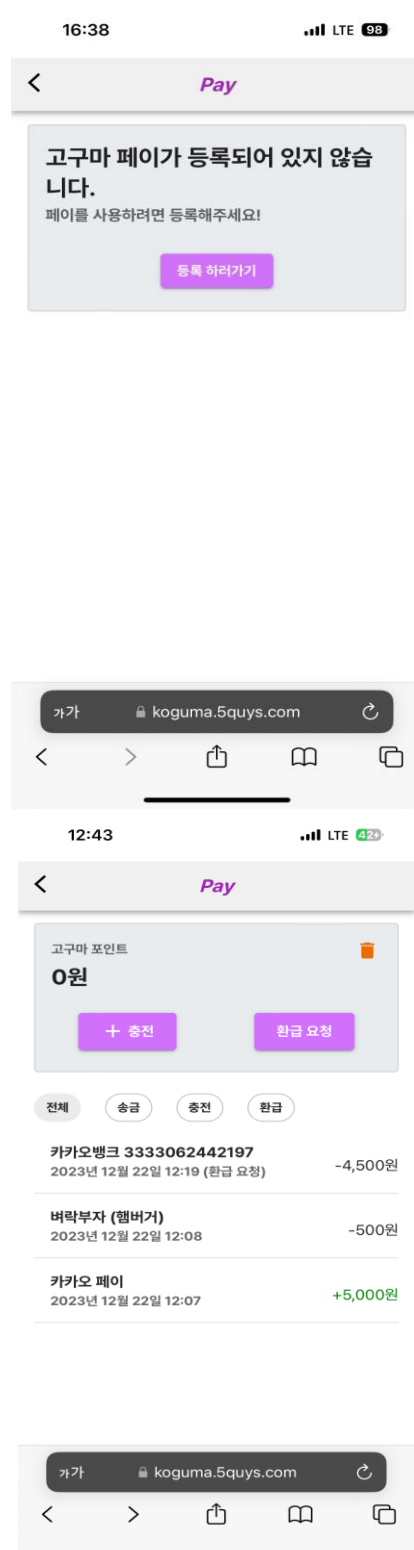 16:38 LTE 98
Pay
고구마 페이가 등록되어 있지 않습
니다.
페이를 사용하려면 등록해주세요!
등록 하러가기
가가 koguma.5quys.com
12:43 LTE 42
Pay
고구마 포인트
0원
+ 충전 환급 요청
전체 송금 충전 환급
카카오뱅크 3333062442197
2023년 12월 22일 12:19 (환급 요청) -4,500원
벼락부자 (햄버거)
2023년 12월 22일 12:08 -500원
카카오 페이
2023년 12월 22일 12:07 +5,000원
가가 koguma.5quys.com